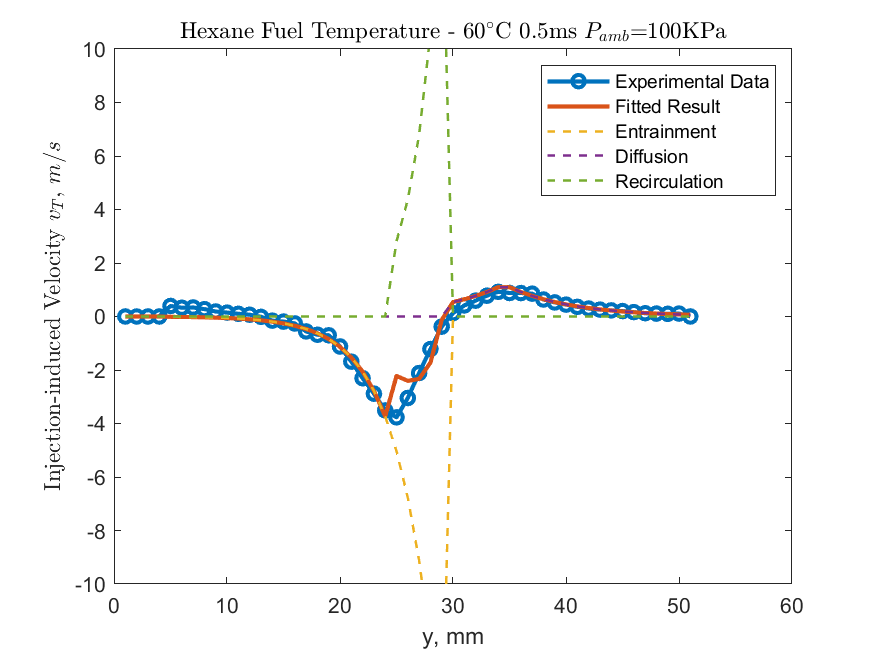 Hexane Fuel Temperature - 60°C 0.5ms P_amb=100KPa
Injection-induced Velocity v_T, m/s
10
8
6
4
2
0
-2
-4
-6
-8
-10
Experimental Data
Fitted Result
Entrainment
Diffusion
Recirculation
0 10 20 30 40 50 60
y, mm